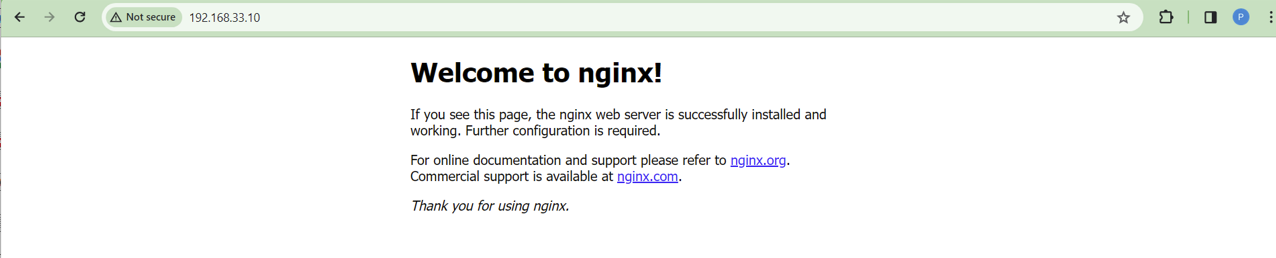 Not secure
192.168.33.10
P
Welcome to nginx!
If you see this page, the nginx web server is successfully installed and
working. Further configuration is required.
For online documentation and support please refer to nginx.org.
Commercial support is available at nginx.com.
Thank you for using nginx.